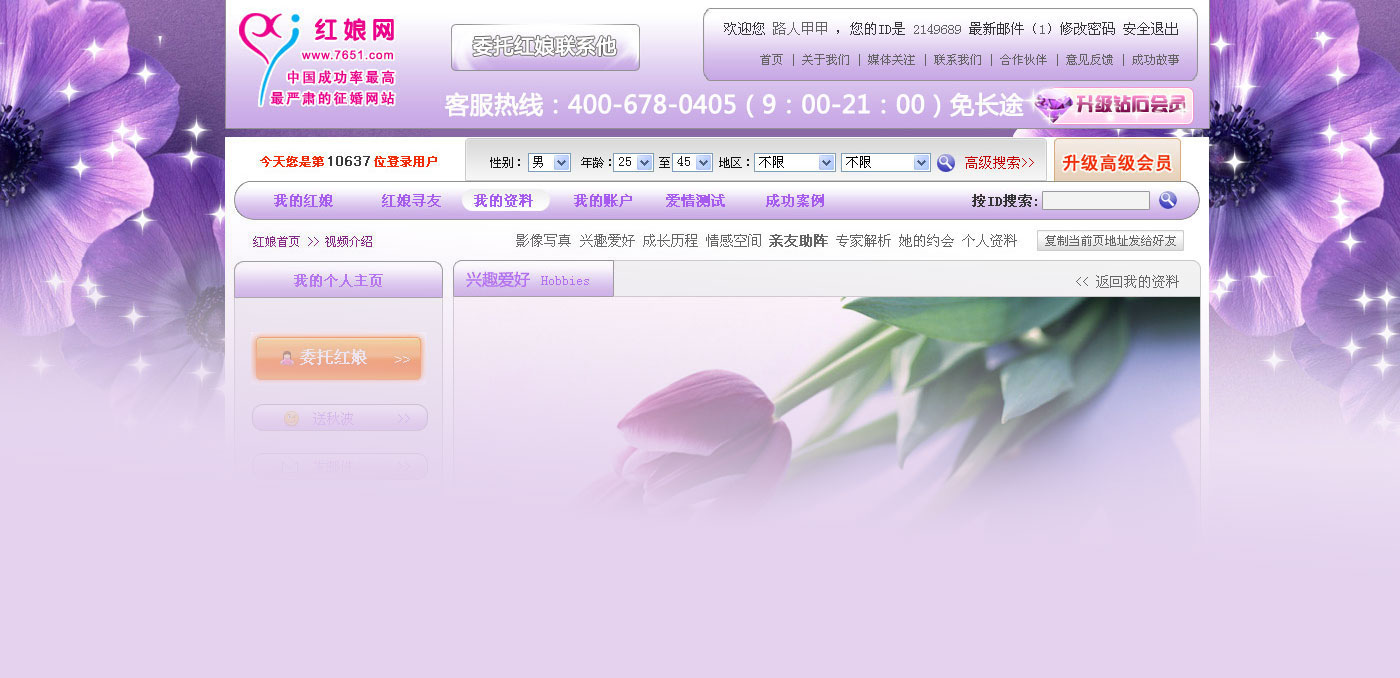 红娘网
www.7651.com
中国成功率最高
最严肃的征婚网站
委托红娘联系他
欢迎您 路人甲甲 ，您的ID是 2149689 最新邮件（1）修改密码 安全退出
首页 | 关于我们 | 媒体关注 | 联系我们 | 合作伙伴 | 意见反馈 | 成功故事
客服热线：400-678-0405（9：00-21：00）免长途
升级钻石会员
今天您是第10637位登录用户
性别： 男 年龄： 25 至 45 地区： 不限 不限 高级搜索>>
升级高级会员
我的红娘 红娘寻友 我的资料 我的账户 爱情测试 成功案例 按ID搜索:
红娘首页 >> 视频介绍
影像写真 兴趣爱好 成长历程 情感空间 亲友助阵 专家解析 她的约会 个人资料 复制当前页地址发给好友
我的个人主页
兴趣爱好 Hobbies
<< 返回我的资料
委托红娘 >>
送秋波 >>
发邮件 >>